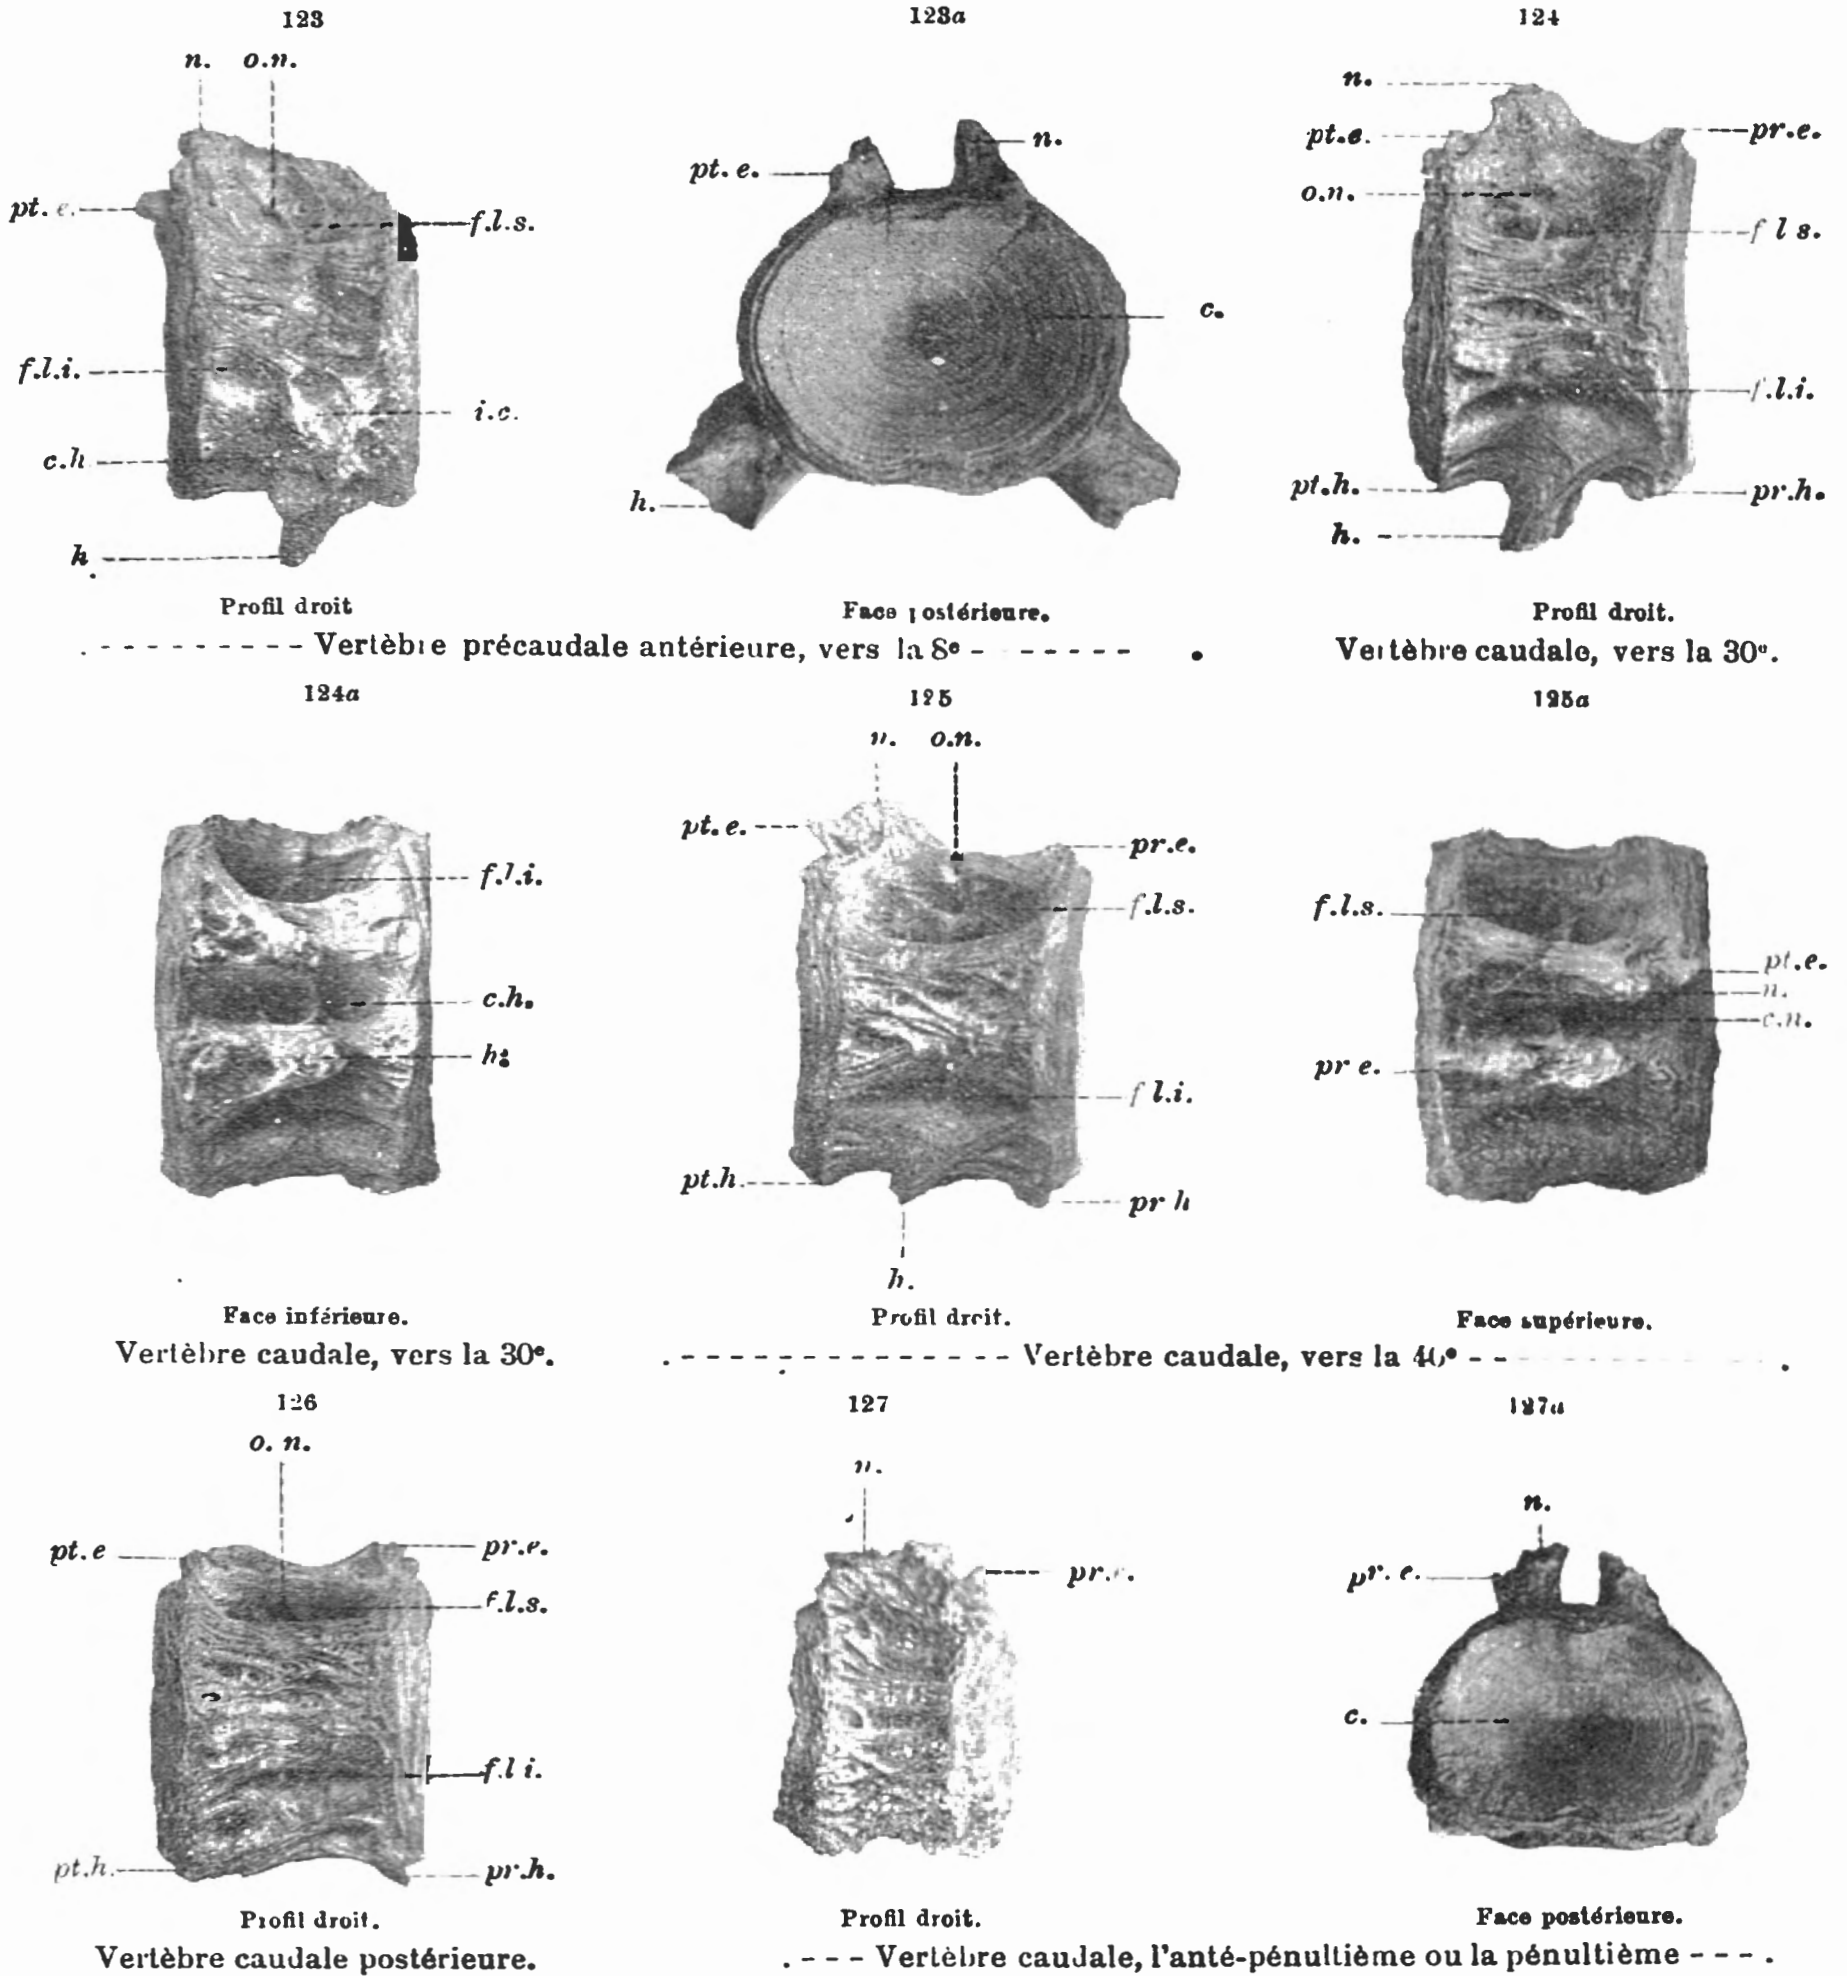 123
123a
124
n. o.n.
pt. e.
f.l.s.
f.l.i.
i.c.
c.h
h
pt. e.
n.
c.
h.
n.
pt.e.
pr.e.
o.n.
f l s.
f.l.i.
pt.h.
pr.h.
h.
Profil droit
Face postérieure.
Profil droit.
Vertèbre précaudale antérieure, vers la 8e
Vertèbre caudale, vers la 30e.
124a
125
125a
f.l.i.
c.h.
h.
n. o.n.
pt. e.
pr.e.
f.l.s.
f l.i.
pt.h.
pr h
h.
f.l.s.
pt.e.
n.
c.n.
pr e.
Face inférieure.
Profil droit.
Face supérieure.
Vertèbre caudale, vers la 30e.
Vertèbre caudale, vers la 40e
126
127
127a
o. n.
pt. e
pr.e.
f.l.s.
f.l i.
pt.h.
pr.h.
n.
pr.e.
n.
pr. e.
c.
Profil droit.
Profil droit.
Face postérieure.
Vertèbre caudale postérieure.
Vertèbre caudale, l'anté-pénultième ou la pénultième